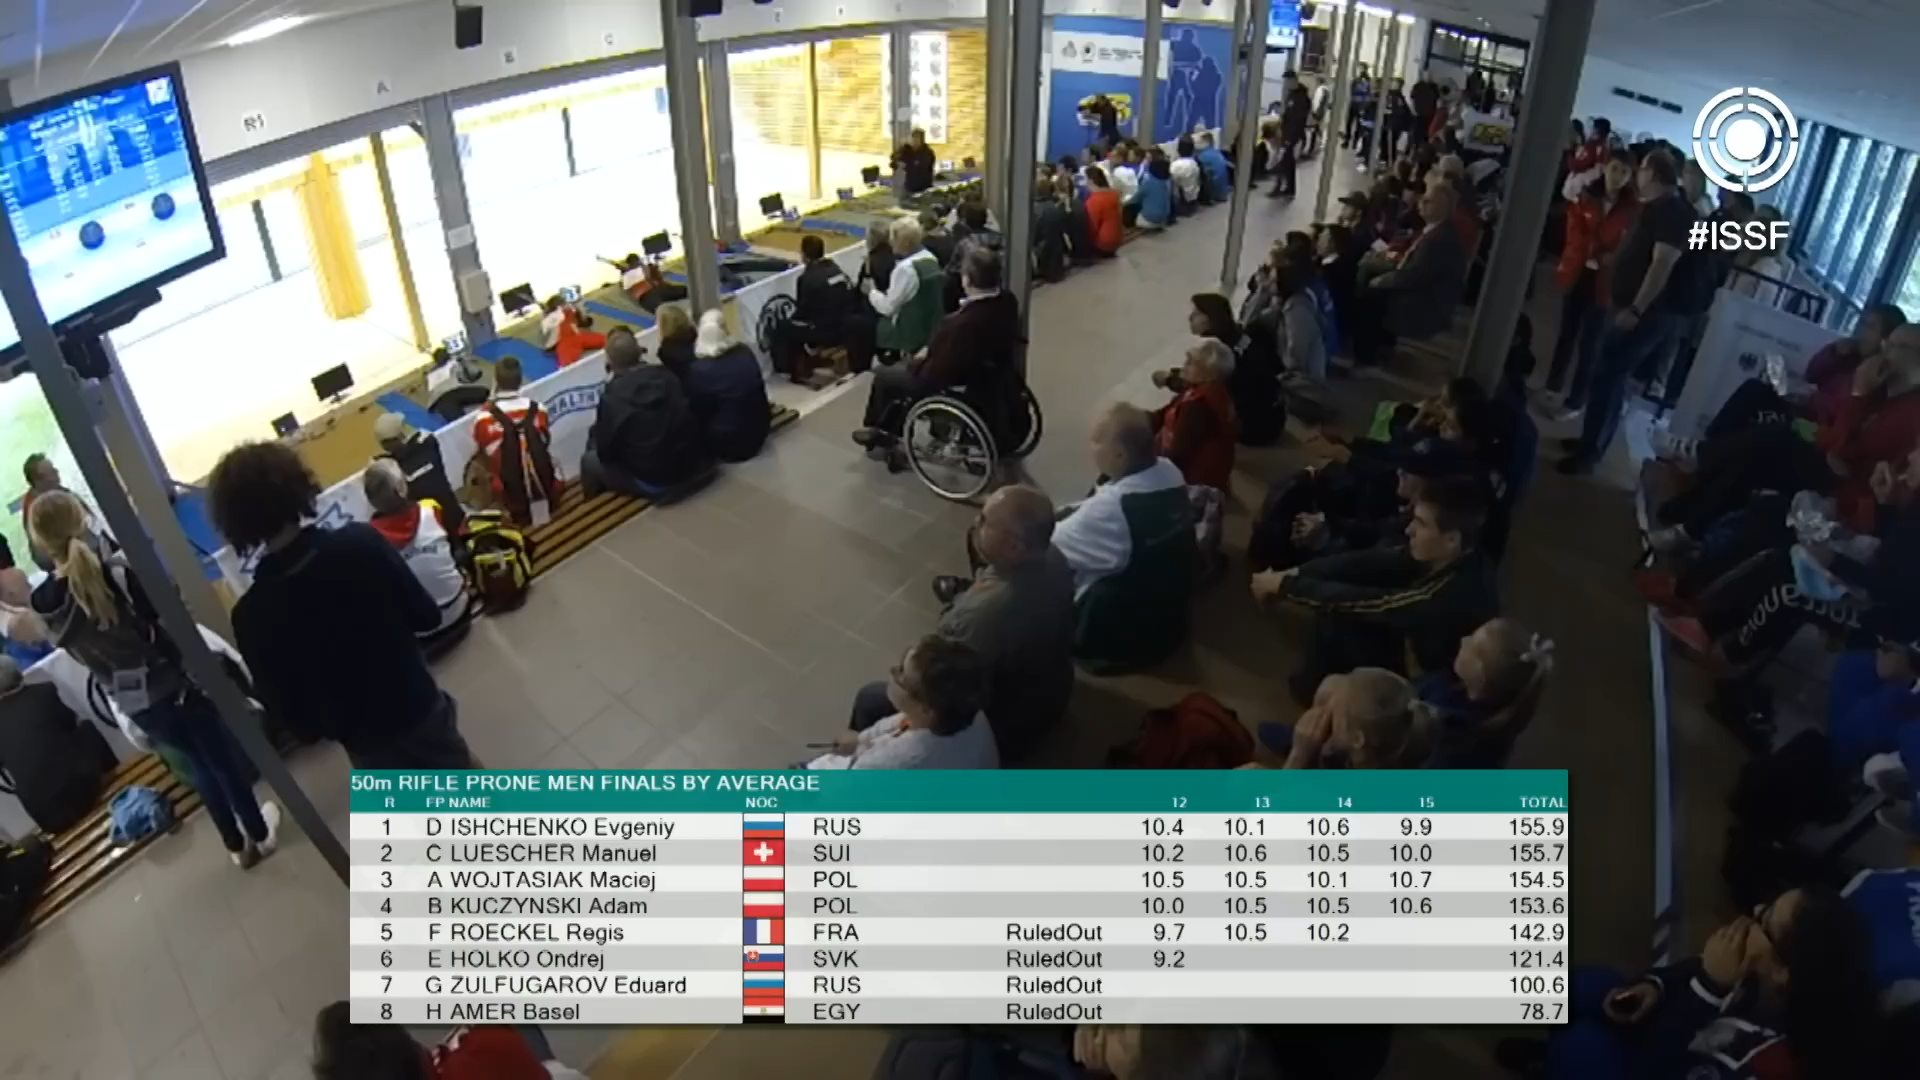 R1
A
B
C
#ISSF
WALTH
50m RIFLE PRONE MEN FINALS BY AVERAGE
R FP NAME NOC 12 13 14 15 TOTAL
1 D ISHCHENKO Evgeniy RUS 10.4 10.1 10.6 9.9 155.9
2 C LUESCHER Manuel SUI 10.2 10.6 10.5 10.0 155.7
3 A WOJTASIAK Maciej POL 10.5 10.5 10.1 10.7 154.5
4 B KUCZYNSKI Adam POL 10.0 10.5 10.5 10.6 153.6
5 F ROECKEL Regis FRA RuledOut 9.7 10.5 10.2 142.9
6 E HOLKO Ondrej SVK RuledOut 9.2 121.4
7 G ZULFUGAROV Eduard RUS RuledOut 100.6
8 H AMER Basel EGY RuledOut 78.7